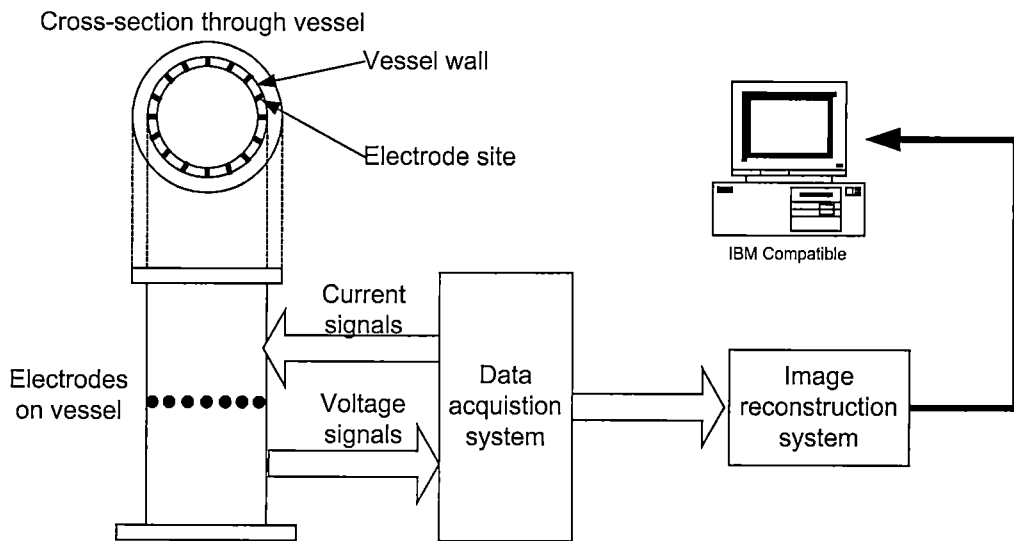 Cross-section through vessel
Vessel wall
Electrode site
IBM Compatible
Current
signals
Electrodes
on vessel
Voltage
signals
Data
acquistion
system
Image
reconstruction
system